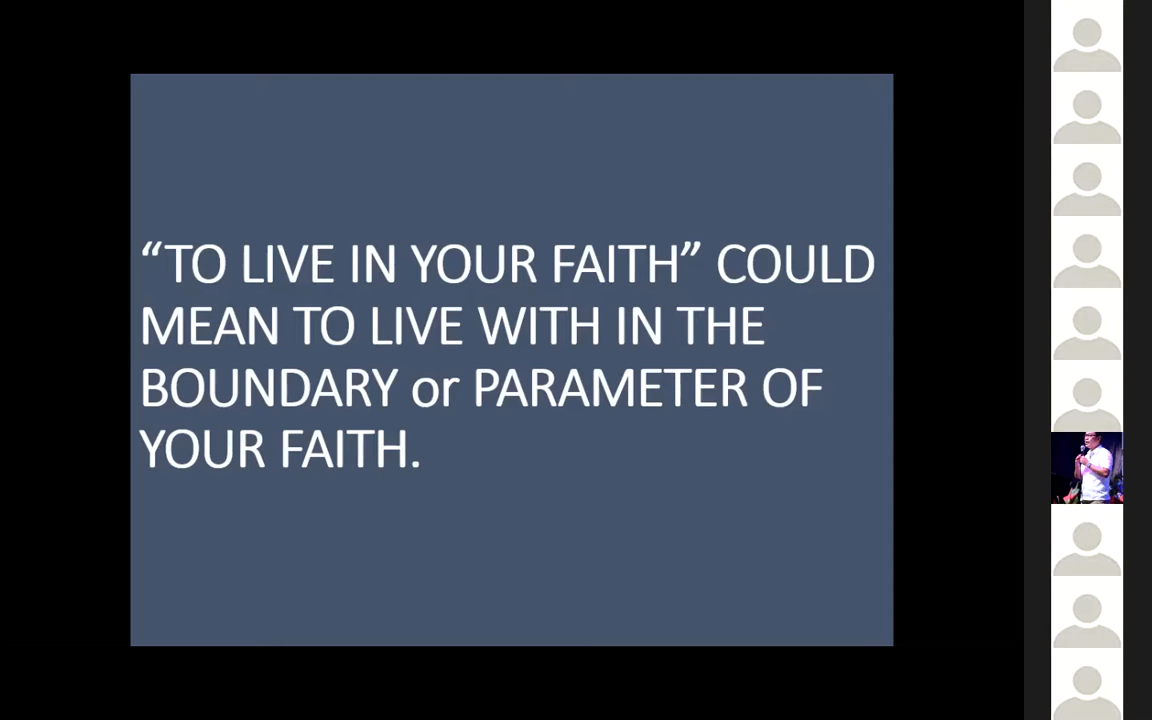 “TO LIVE IN YOUR FAITH” COULD
MEAN TO LIVE WITH IN THE
BOUNDARY or PARAMETER OF
YOUR FAITH.